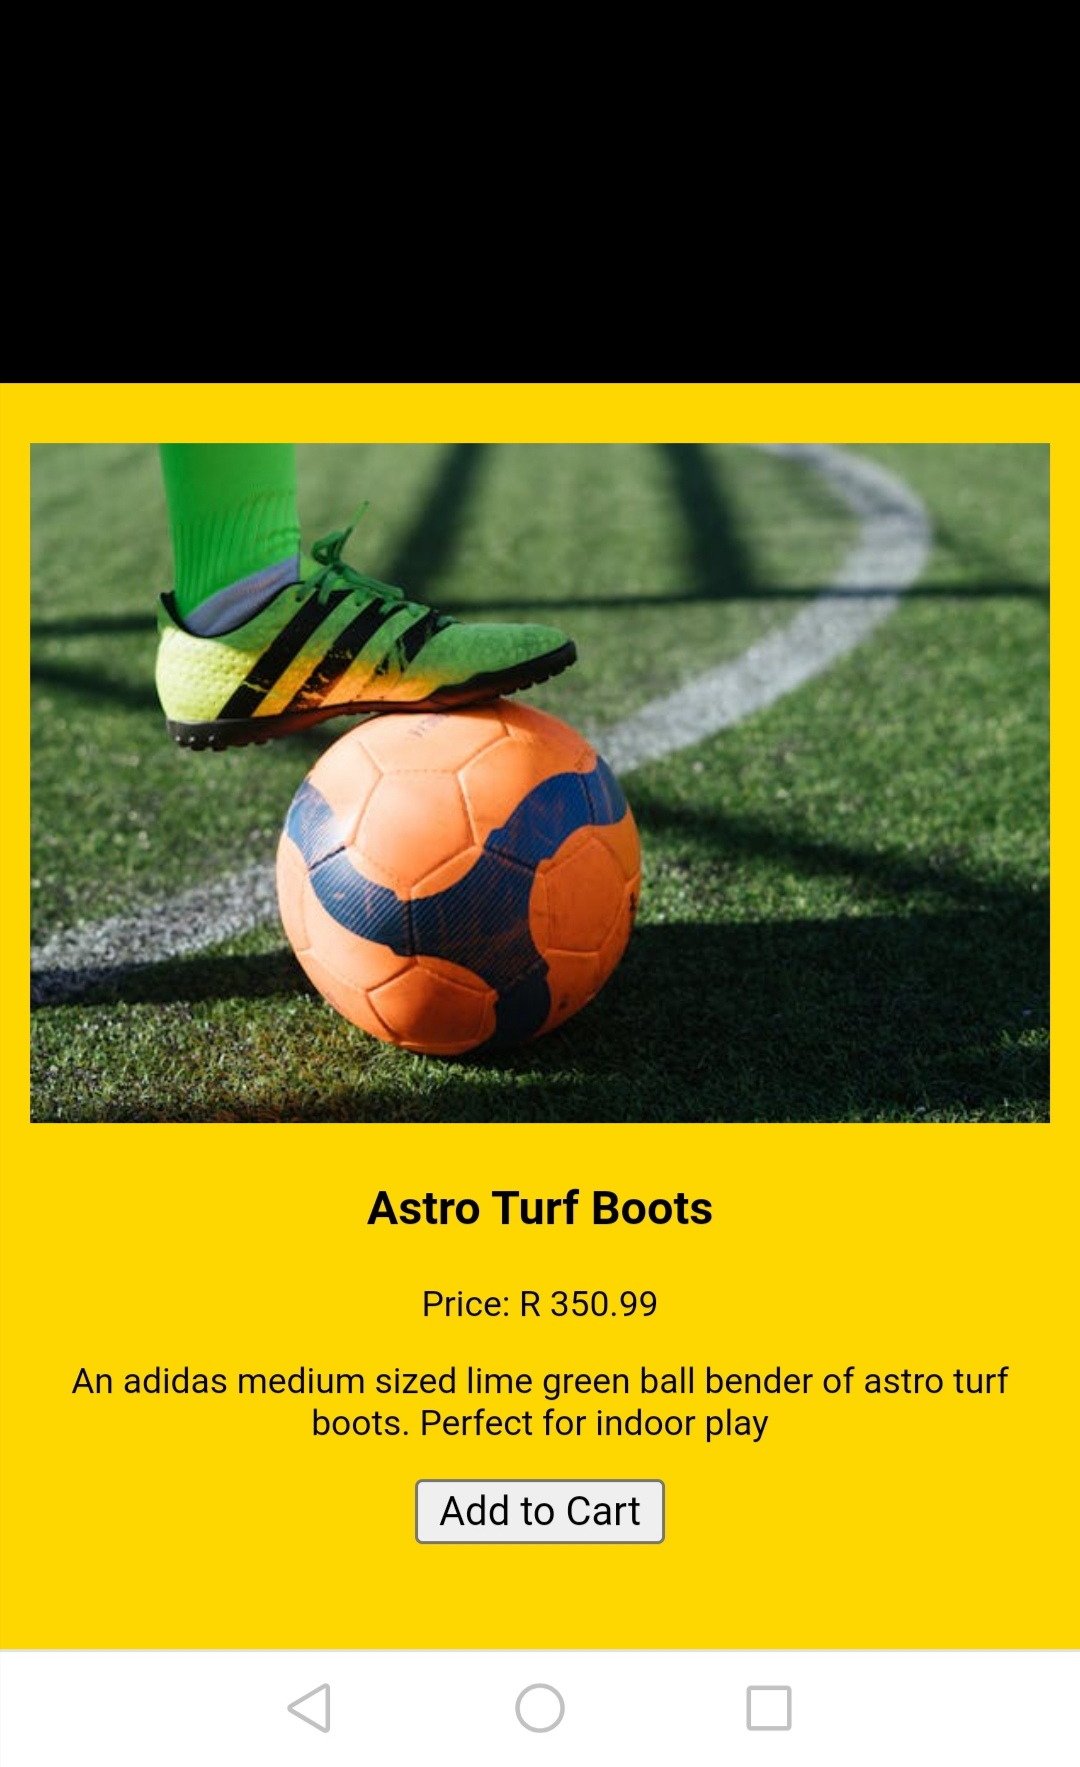 Astro Turf Boots
Price: R 350.99
An adidas medium sized lime green ball bender of astro turf
boots. Perfect for indoor play
Add to Cart